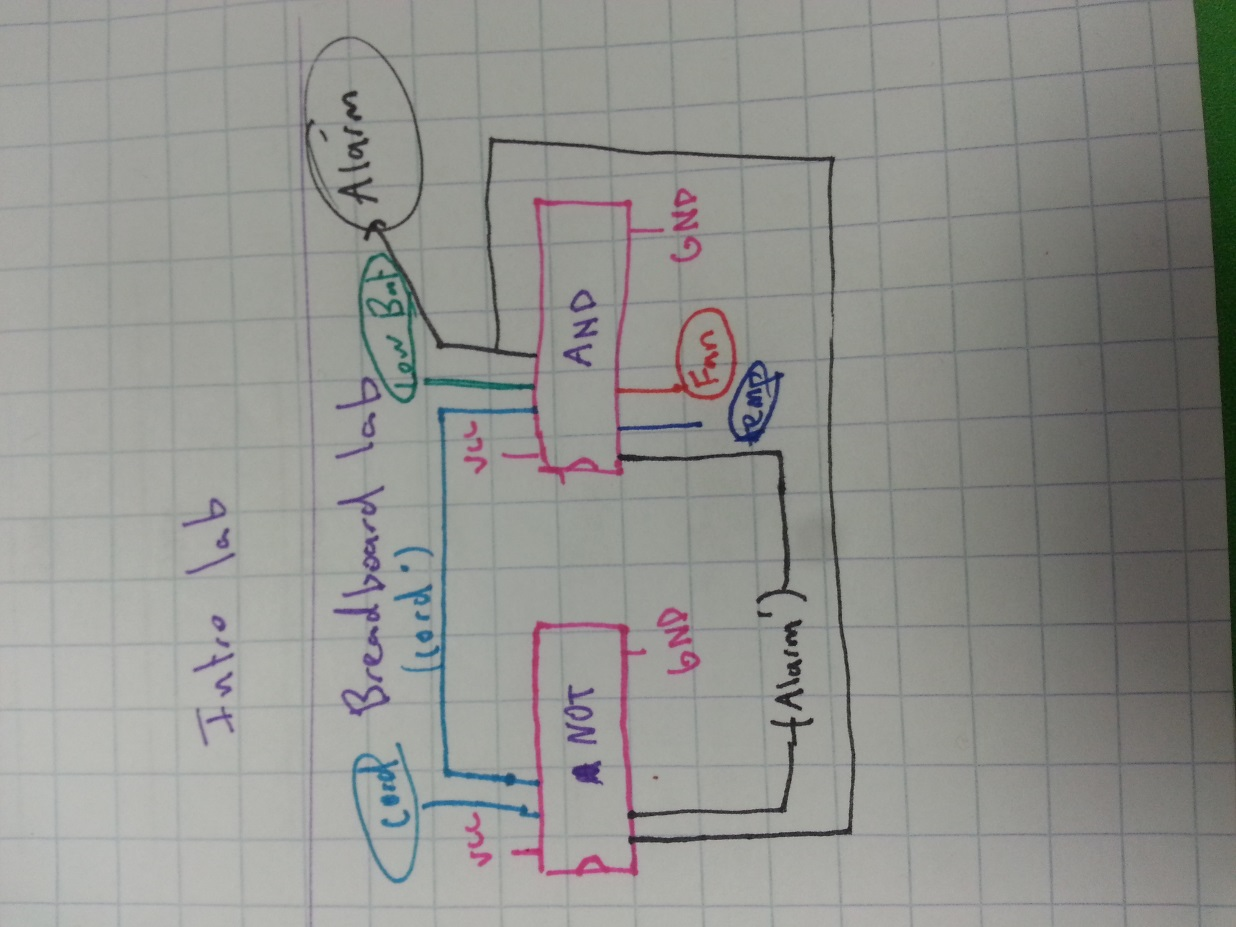 Intro lab
Breadboard lab
Cord
(Cord')
Low Bat
Alarm
VCC
VCC
NOT
AND
GND
GND
Fan
Temp
(Alarm')